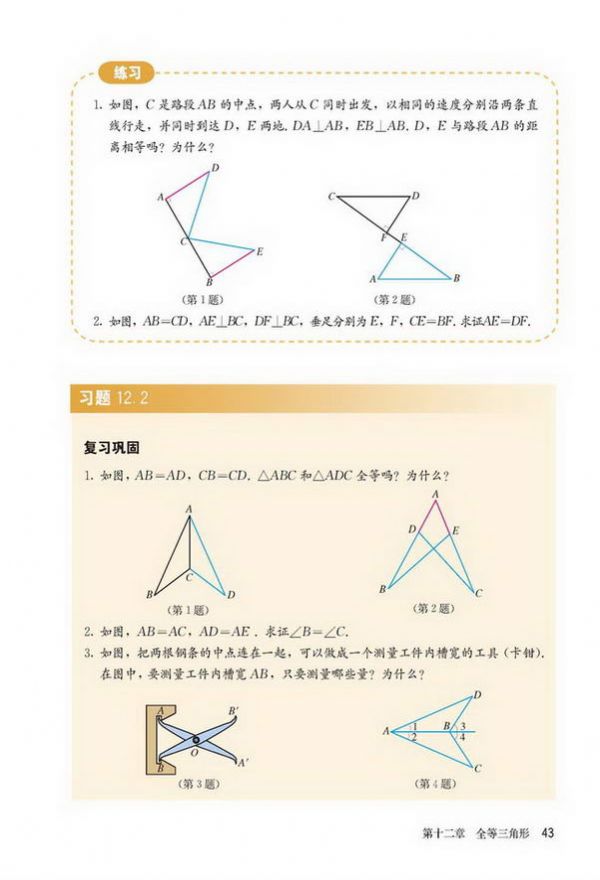 练习
1. 如图，C 是路段 AB 的中点，两人从 C 同时出发，以相同的速度分别沿两条直
线行走，并同时到达 D，E 两地. DA⊥AB，EB⊥AB. D，E 与路段 AB 的距
离相等吗？为什么？
A D C E B
C D F E A B
（第 1 题）
（第 2 题）
2. 如图，AB=CD，AE⊥BC，DF⊥BC，垂足分别为 E，F，CE=BF. 求证AE=DF.
习题 12.2
复习巩固
1. 如图，AB=AD，CB=CD. △ABC 和△ADC 全等吗？为什么？
A B C D
A D E B C
（第 1 题）
（第 2 题）
2. 如图，AB=AC，AD=AE . 求证∠B=∠C.
3. 如图，把两根钢条的中点连在一起，可以做成一个测量工件内槽宽的工具（卡钳）.
在图中，要测量工件内槽宽 AB，只要测量哪些量？为什么？
A B′ O B A′
D A 1 2 B 3 4 C
（第 3 题）
（第 4 题）
第十二章 全等三角形 43